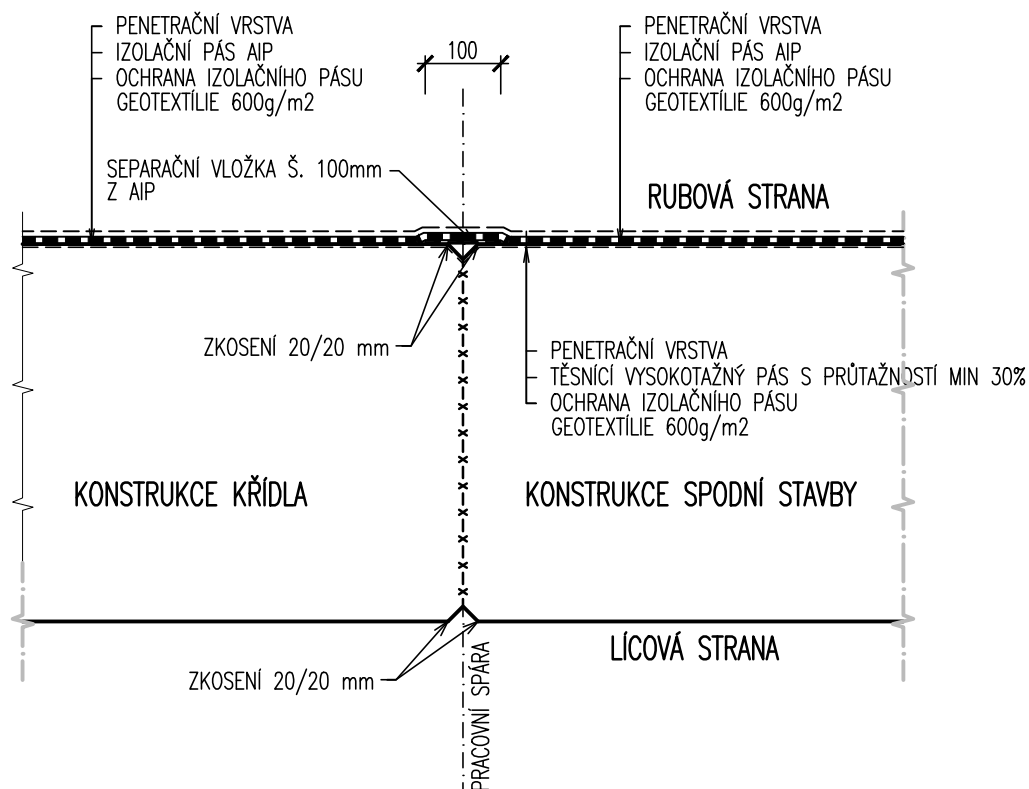 PENETRAČNÍ VRSTVA
IZOLAČNÍ PÁS AIP
OCHRANA IZOLAČNÍHO PÁSU
GEOTEXTÍLIE 600g/m2
100
PENETRAČNÍ VRSTVA
IZOLAČNÍ PÁS AIP
OCHRANA IZOLAČNÍHO PÁSU
GEOTEXTÍLIE 600g/m2
SEPARAČNÍ VLOŽKA Š. 100mm
Z AIP
RUBOVÁ STRANA
ZKOSENÍ 20/20 mm
PENETRAČNÍ VRSTVA
TĚSNÍCÍ VYSOKOTAŽNÝ PÁS S PRŮTAŽNOSTÍ MIN 30%
OCHRANA IZOLAČNÍHO PÁSU
GEOTEXTÍLIE 600g/m2
KONSTRUKCE KŘÍDLA
KONSTRUKCE SPODNÍ STAVBY
LÍCOVÁ STRANA
ZKOSENÍ 20/20 mm
PRACOVNÍ SPÁRA